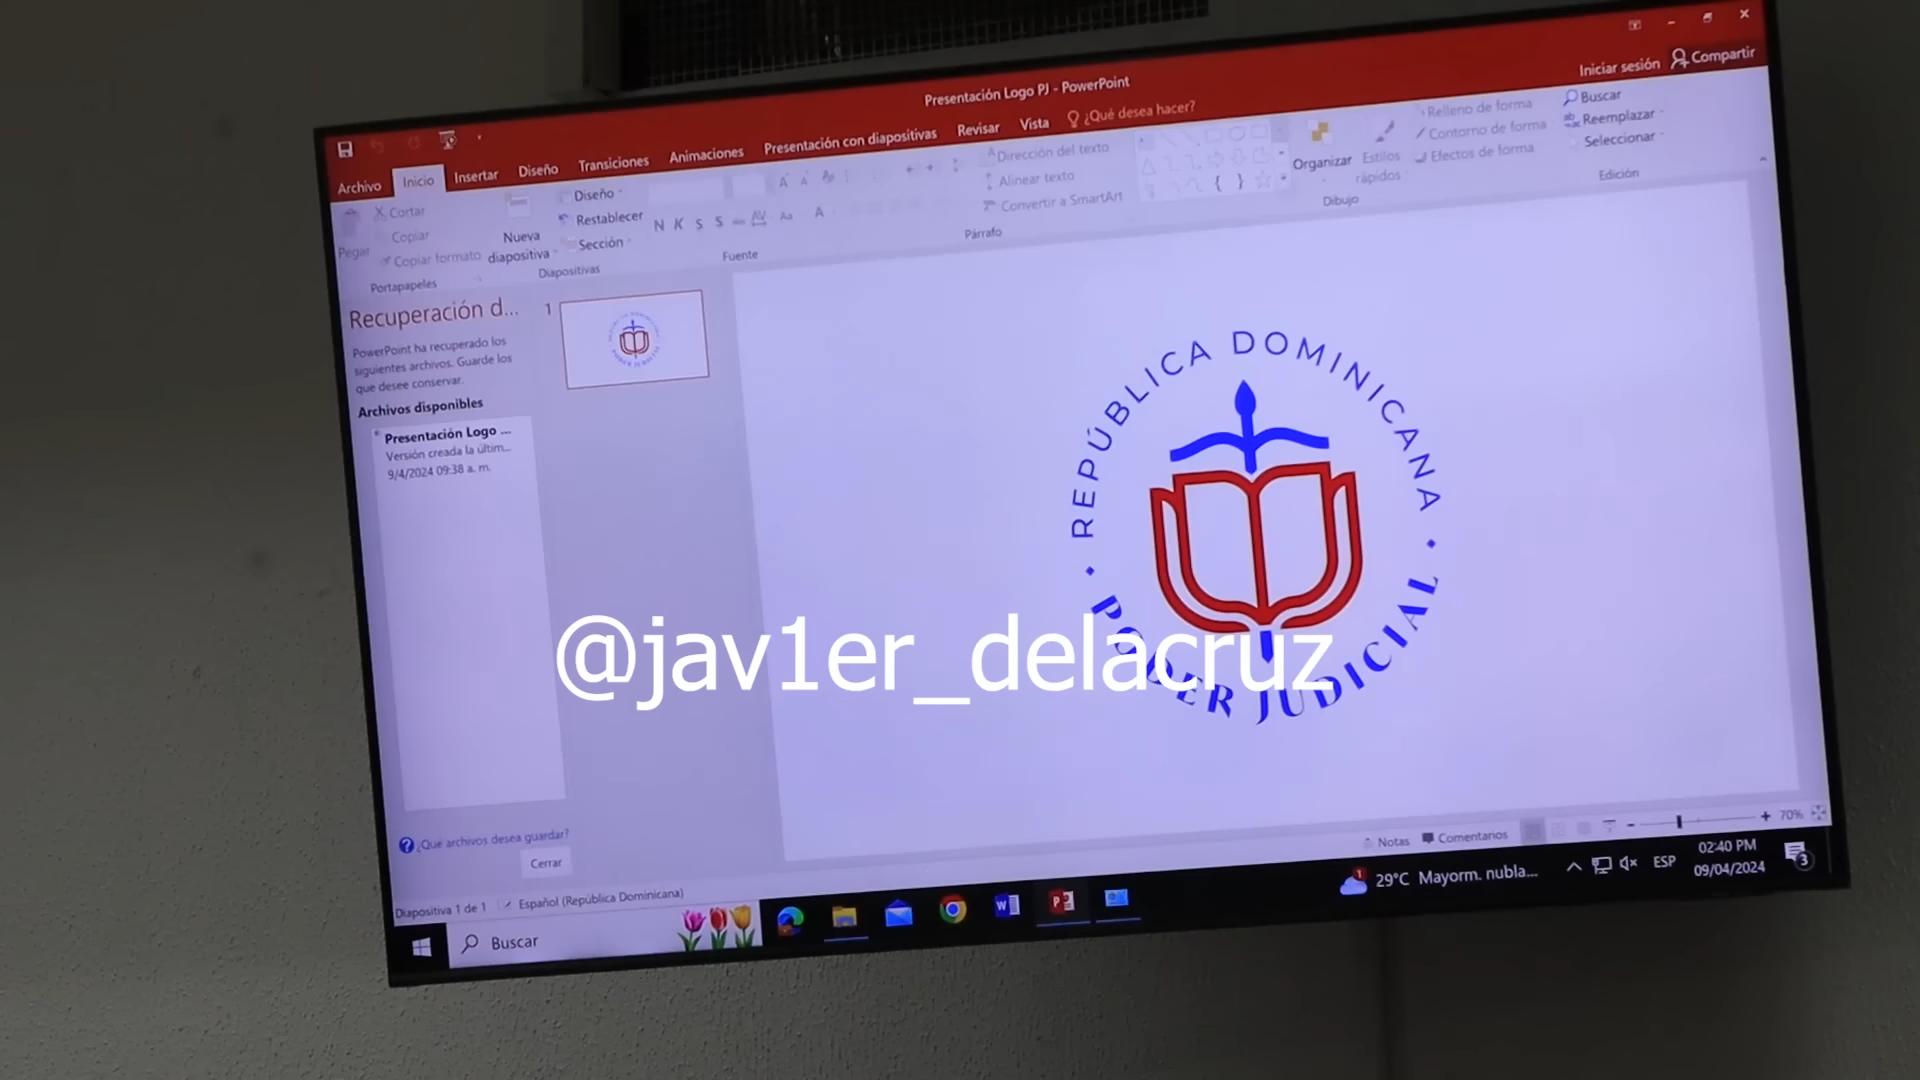 Presentación Logo PJ - PowerPoint
Iniciar sesión
Compartir
Archivo
Inicio
Insertar
Diseño
Transiciones
Animaciones
Presentación con diapositivas
Revisar
Vista
¿Qué desea hacer?
Pegar
Cortar
Copiar
Copiar formato
Portapapeles
Nueva
diapositiva
Diseño
Restablecer
Sección
Diapositivas
N K S S abc AV Aa A
Fuente
Dirección del texto
Alinear texto
Convertir a SmartArt
Párrafo
Organizar
Estilos
rápidos
Relleno de forma
Contorno de forma
Efectos de forma
Dibujo
Buscar
Reemplazar
Seleccionar
Edición
Recuperación d...
PowerPoint ha recuperado los
siguientes archivos. Guarde los
que desee conservar.
Archivos disponibles
Presentación Logo ...
Versión creada la últim...
9/4/2024 09:38 a. m.
¿Qué archivos desea guardar?
Cerrar
1
REPÚBLICA DOMINICANA
PODER JUDICIAL
@jav1er_delacruz
Diapositiva 1 de 1
Español (República Dominicana)
Notas
Comentarios
70%
Buscar
1
29°C Mayorm. nubla...
ESP
02:40 PM
09/04/2024
3